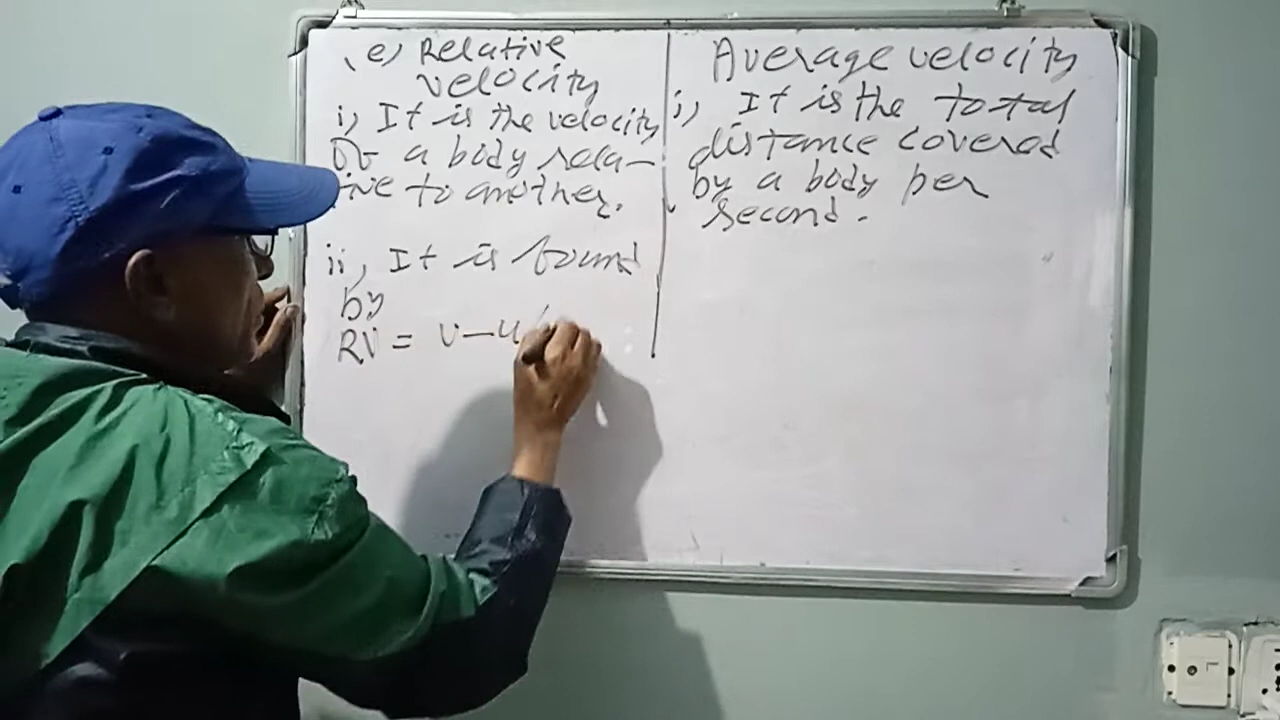 e) Relative
velocity
i) It is the velocity
of a body rela-
tive to another.
ii) It is found
by
RV = v-u
Average velocity
i) It is the total
distance covered
by a body per
second.